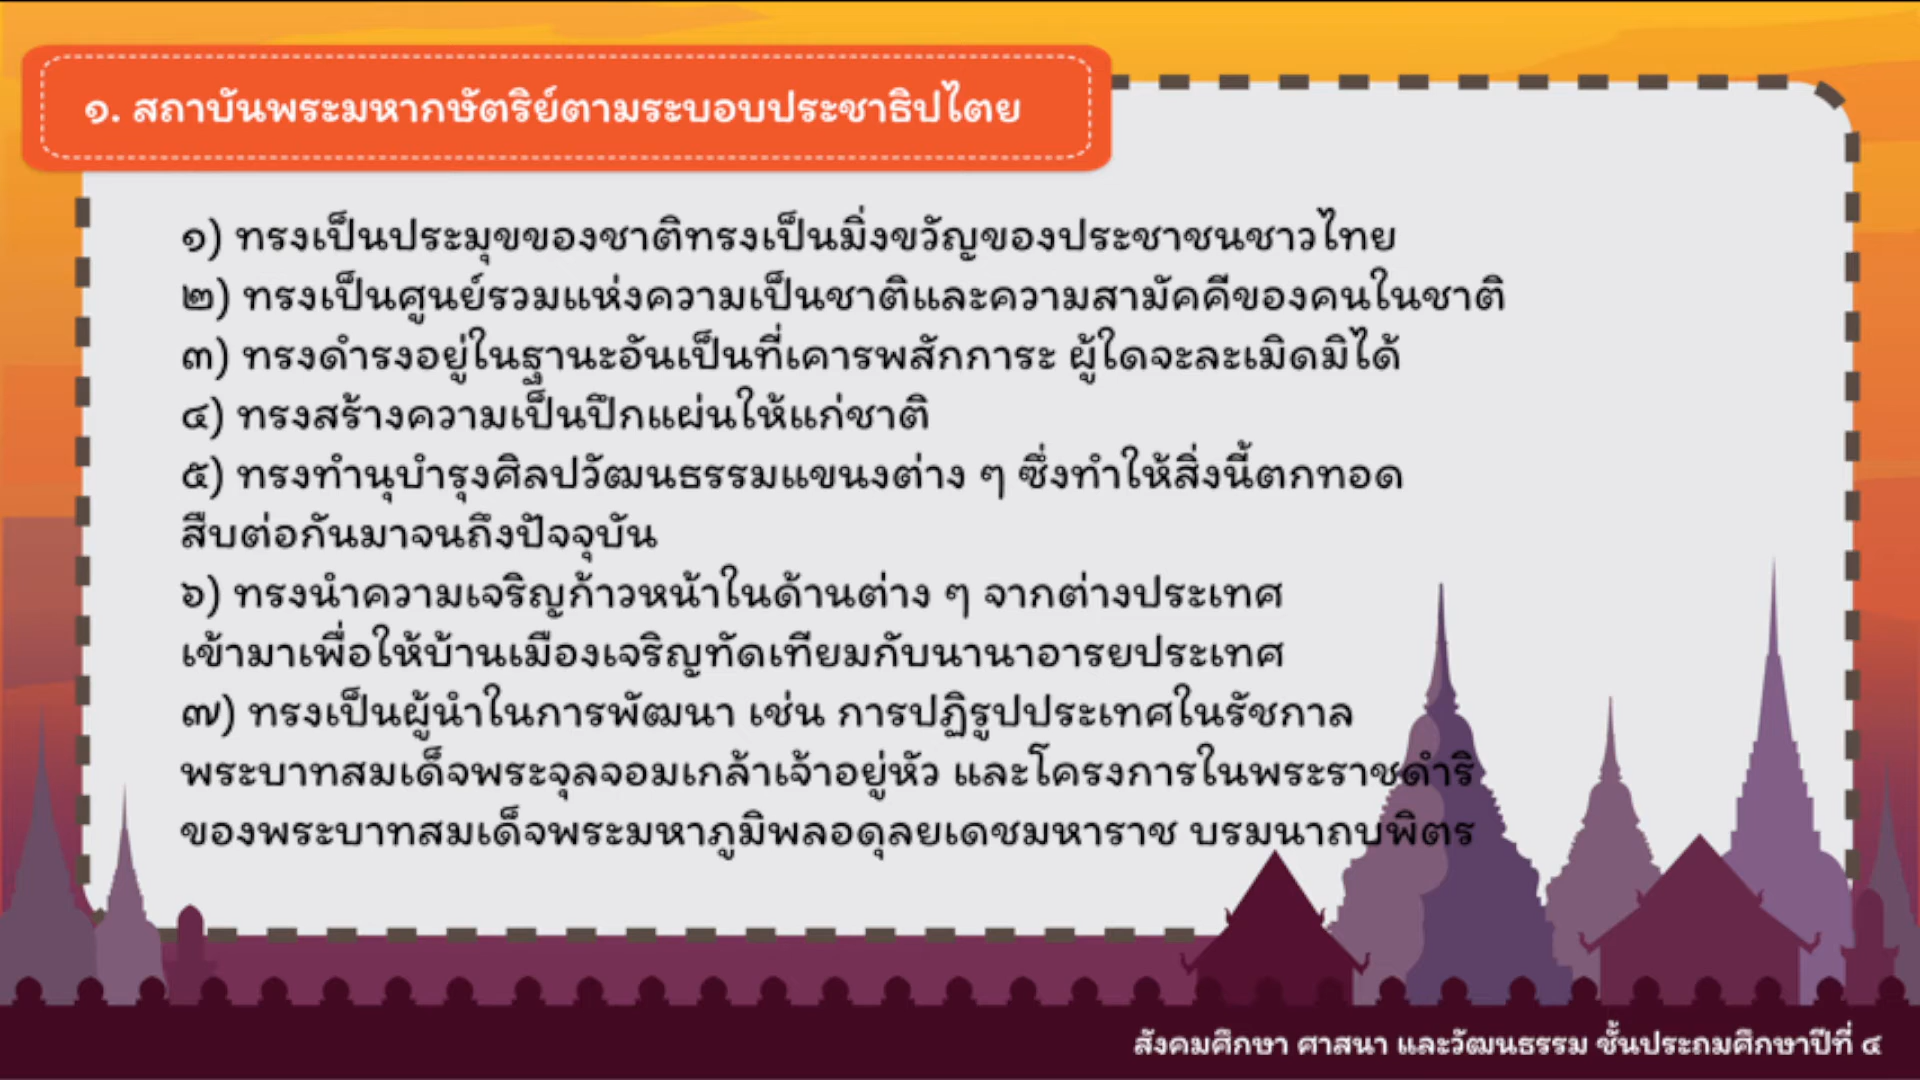 ๑. สถาบันพระมหากษัตริย์ตามระบอบประชาธิปไตย
๑) ทรงเป็นประมุขของชาติทรงเป็นมิ่งขวัญของประชาชนชาวไทย
๒) ทรงเป็นศูนย์รวมแห่งความเป็นชาติและความสามัคคีของคนในชาติ
๓) ทรงดำรงอยู่ในฐานะอันเป็นที่เคารพสักการะ ผู้ใดจะละเมิดมิได้
๔) ทรงสร้างความเป็นปึกแผ่นให้แก่ชาติ
๕) ทรงทำนุบำรุงศิลปวัฒนธรรมแขนงต่าง ๆ ซึ่งทำให้สิ่งนี้ตกทอด
สืบต่อกันมาจนถึงปัจจุบัน
๖) ทรงนำความเจริญก้าวหน้าในด้านต่าง ๆ จากต่างประเทศ
เข้ามาเพื่อให้บ้านเมืองเจริญทัดเทียมกับนานาอารยประเทศ
๗) ทรงเป็นผู้นำในการพัฒนา เช่น การปฏิรูปประเทศในรัชกาล
พระบาทสมเด็จพระจุลจอมเกล้าเจ้าอยู่หัว และโครงการในพระราชดำริ
ของพระบาทสมเด็จพระมหาภูมิพลอดุลยเดชมหาราช บรมนาถบพิตร
สังคมศึกษา ศาสนา และวัฒนธรรม ชั้นประถมศึกษาปีที่ ๔